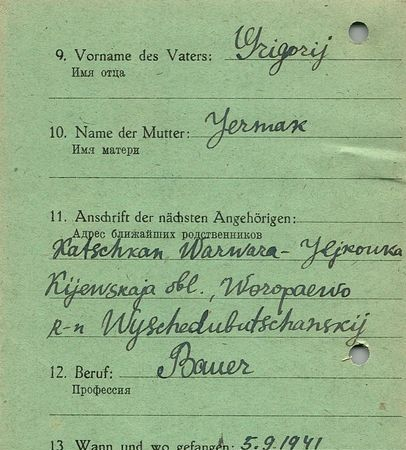 9. Vorname des Vaters: Grigorij
Имя отца
10. Name der Mutter: Jermak
Имя матери
11. Anschrift der nächsten Angehörigen:
Адрес ближайших родственников
Katschkan Warwara-
Kijewskaja obl., Woropaewo
R-n Wyschedubutschanskij
12. Beruf: Bauer
Профессия
13. Wann und wo gefangen: 5.9.1941